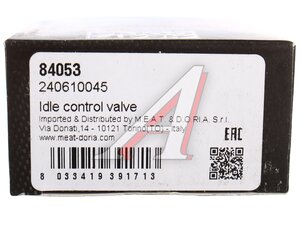 84053
240610045
Idle control valve
Imported & Distributed by M.E.A.T. & D.O.R.I.A. S.r.l.
Via Donati,14 - 10121 Torino(TO)-Italy
www.meat-doria.com
EAC
8 033419 391713